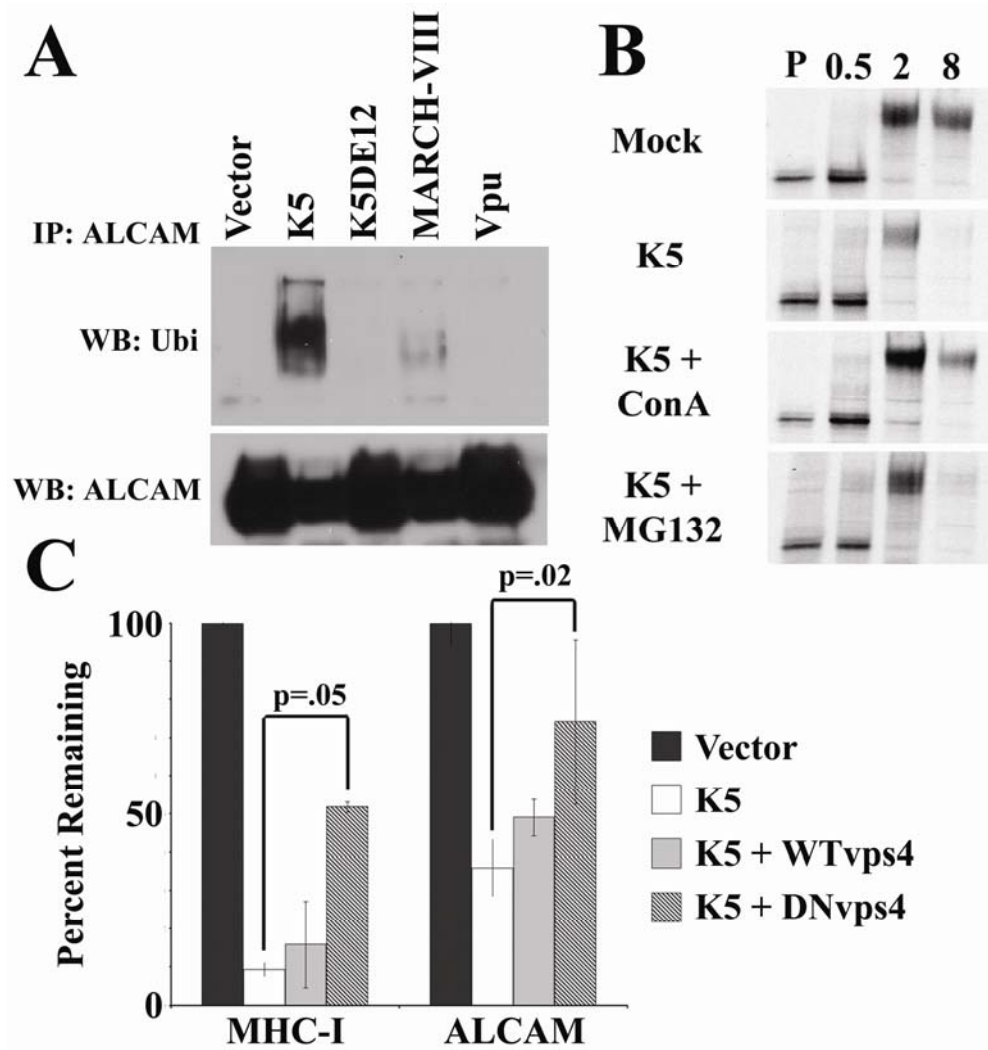 A
Vector
K5
K5DE12
MARCH-VIII
Vpu
IP: ALCAM
WB: Ubi
WB: ALCAM
B
P 0.5 2 8
Mock
K5
K5 +
ConA
K5 +
MG132
C
Percent Remaining
100
50
0
p=.05
p=.02
MHC-I
ALCAM
Vector
K5
K5 + WTvps4
K5 + DNvps4